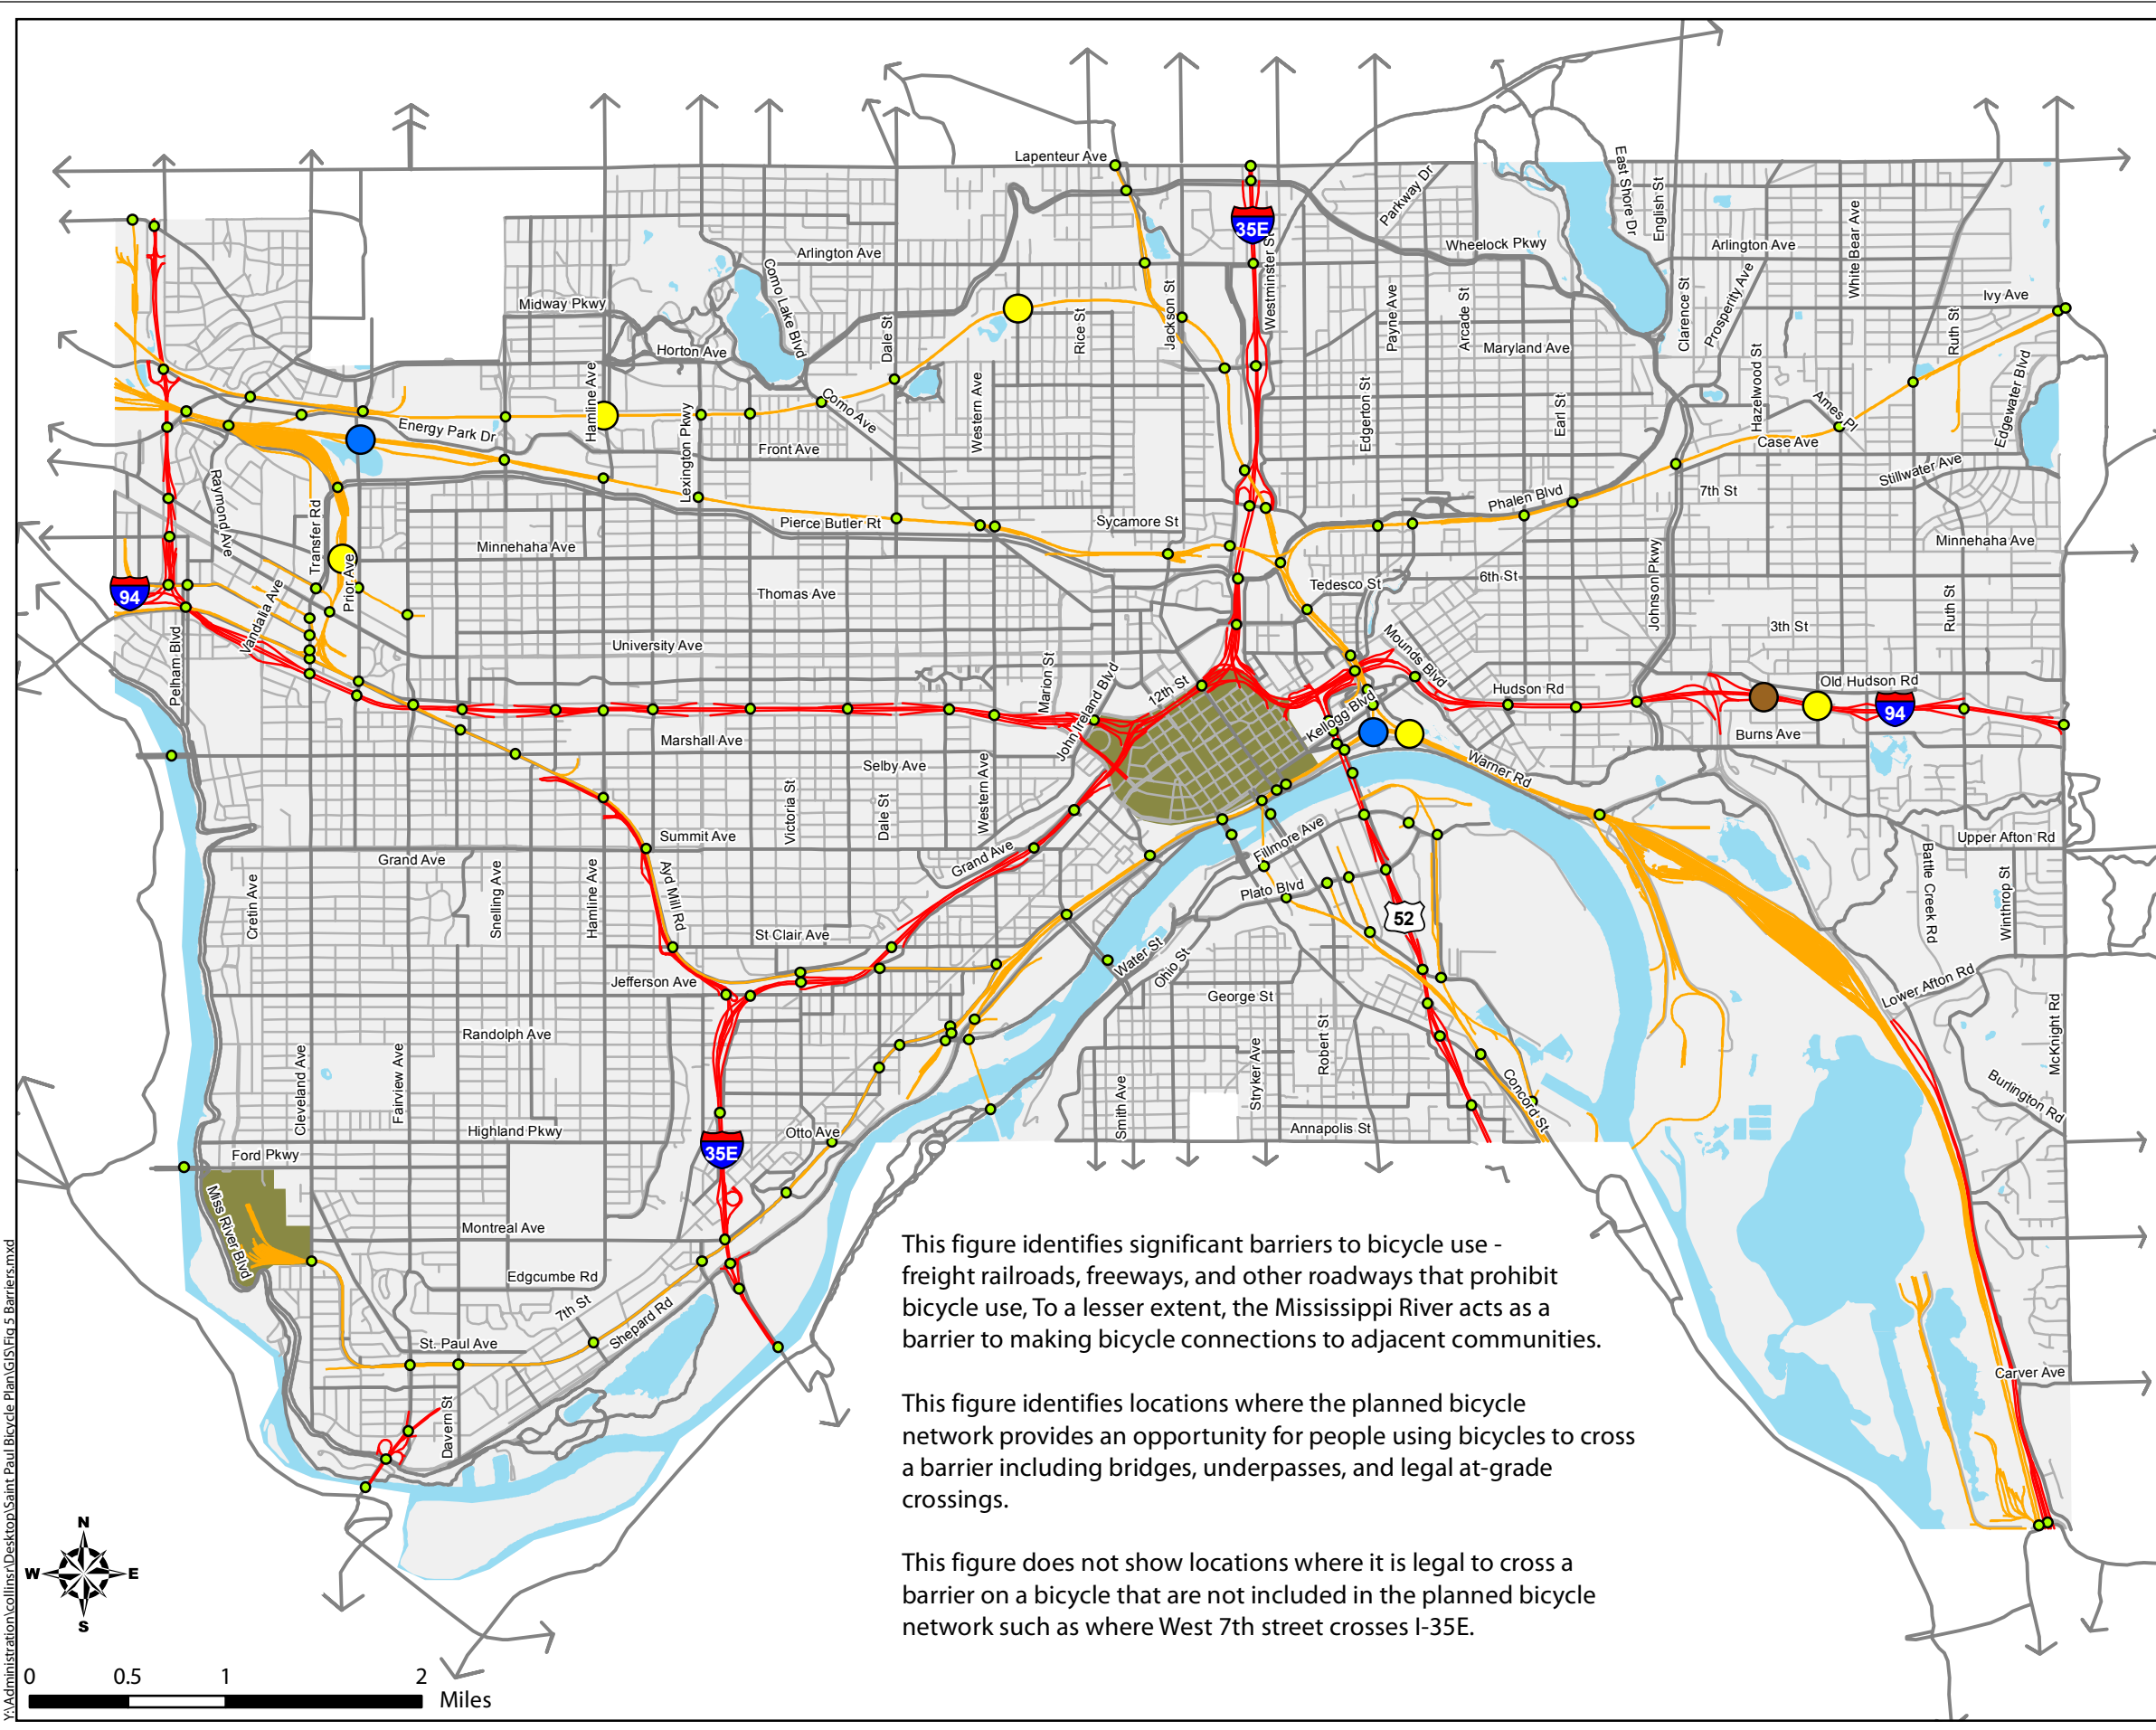 Lapenteur Ave
Parkway Dr
East Shore Dr
English St
35E
Westminster St
Wheelock Pkwy
Arlington Ave
White Bear Ave
Arlington Ave
Como Lake Blvd
Midway Pkwy
Jackson St
Prosperity Ave
Clarence St
Ivy Ave
Horton Ave
Dale St
Rice St
Payne Ave
Arcade St
Maryland Ave
Ruth St
Hamline Ave
Como Ave
Western Ave
Edgerton St
Earl St
Hazelwood St
Ames Pl
Edgewater Blvd
Energy Park Dr
Lexington Pkwy
Front Ave
Case Ave
Stillwater Ave
Raymond Ave
Transfer Rd
Pierce Butler Rt
Sycamore St
Phalen Blvd
7th St
Minnehaha Ave
Minnehaha Ave
Prior Ave
94
Vandalia Ave
Thomas Ave
Tedesco St
6th St
Johnson Pkwy
Ruth St
Pelham Blvd
University Ave
Marion St
John Ireland Blvd
12th St
Mounds Blvd
3th St
Kellogg Blvd
Hudson Rd
Old Hudson Rd
94
Marshall Ave
Burns Ave
Selby Ave
Warner Rd
Victoria St
Dale St
Western Ave
Summit Ave
Grand Ave
Grand Ave
Fillmore Ave
Upper Afton Rd
Cretin Ave
Snelling Ave
Hamline Ave
Ayd Mill Rd
Plato Blvd
52
Battle Creek Rd
Winthrop St
St Clair Ave
Water St
Ohio St
Jefferson Ave
George St
Lower Afton Rd
Randolph Ave
Robert St
McKnight Rd
Cleveland Ave
Fairview Ave
Smith Ave
Stryker Ave
Concord St
Burlington Rd
Highland Pkwy
Otto Ave
Annapolis St
35E
Ford Pkwy
Miss River Blvd
Montreal Ave
Edgcumbe Rd
7th St
Shepard Rd
St. Paul Ave
Davern St
Carver Ave
This figure identifies significant barriers to bicycle use -
freight railroads, freeways, and other roadways that prohibit
bicycle use, To a lesser extent, the Mississippi River acts as a
barrier to making bicycle connections to adjacent communities.
This figure identifies locations where the planned bicycle
network provides an opportunity for people using bicycles to cross
a barrier including bridges, underpasses, and legal at-grade
crossings.
This figure does not show locations where it is legal to cross a
barrier on a bicycle that are not included in the planned bicycle
network such as where West 7th street crosses I-35E.
N
W
E
S
0 0.5 1 2
Miles
Y:\Administration\collinsr\Desktop\Saint Paul Bicycle Plan\GIS\Fig 5 Barriers.mxd